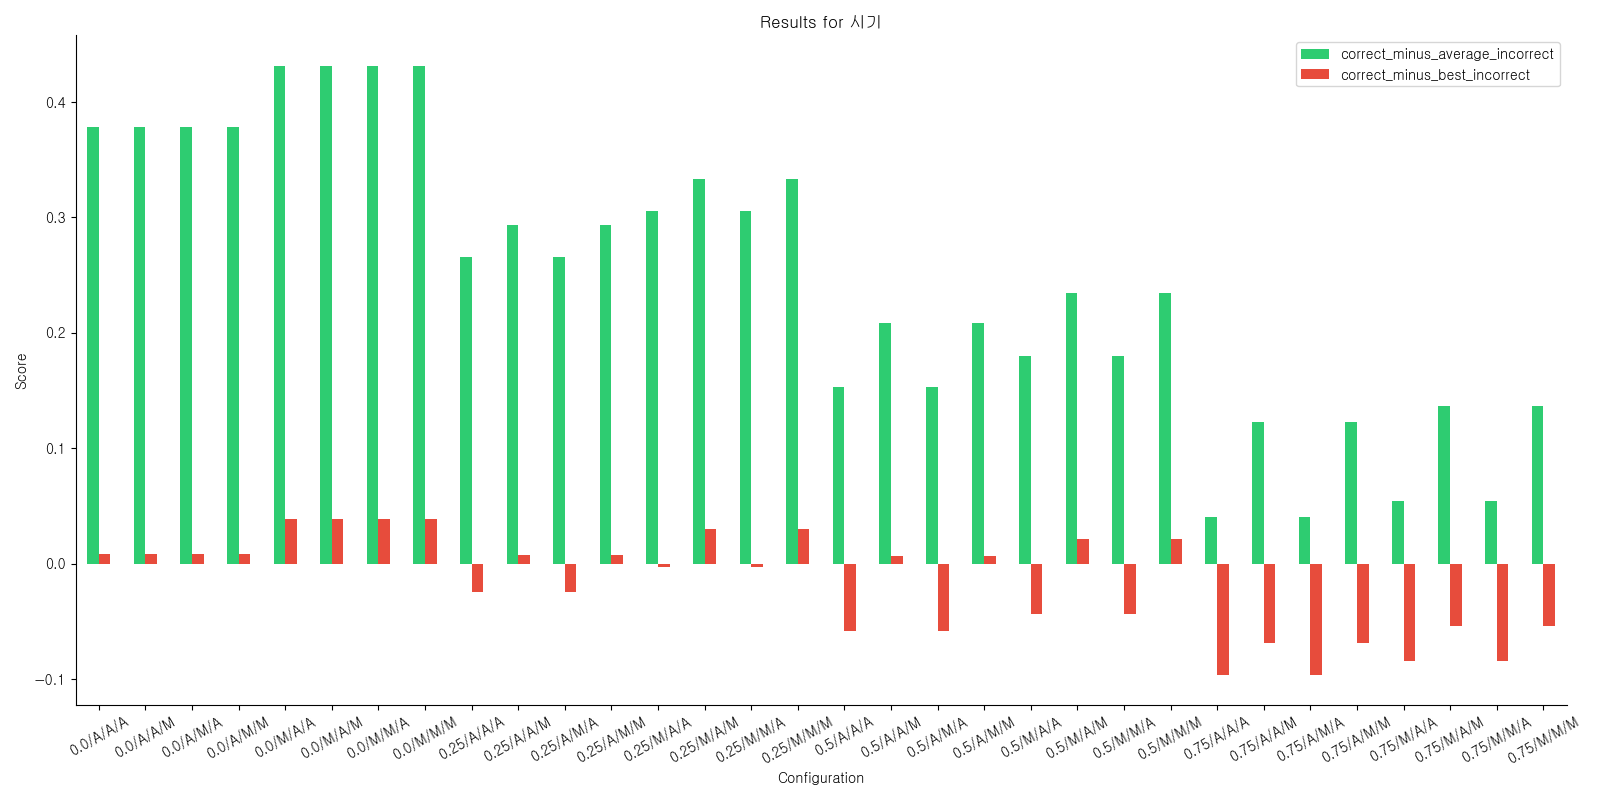 Results for 시기
correct_minus_average_incorrect
correct_minus_best_incorrect
Score
0.4
0.3
0.2
0.1
0.0
−0.1
0.0/A/A/A
0.0/A/A/M
0.0/A/M/A
0.0/A/M/M
0.0/M/A/A
0.0/M/A/M
0.0/M/M/A
0.0/M/M/M
0.25/A/A/A
0.25/A/A/M
0.25/A/M/A
0.25/A/M/M
0.25/M/A/A
0.25/M/A/M
0.25/M/M/A
0.25/M/M/M
0.5/A/A/A
0.5/A/A/M
0.5/A/M/A
0.5/A/M/M
0.5/M/A/A
0.5/M/A/M
0.5/M/M/A
0.5/M/M/M
0.75/A/A/A
0.75/A/A/M
0.75/A/M/A
0.75/A/M/M
0.75/M/A/A
0.75/M/A/M
0.75/M/M/A
0.75/M/M/M
Configuration